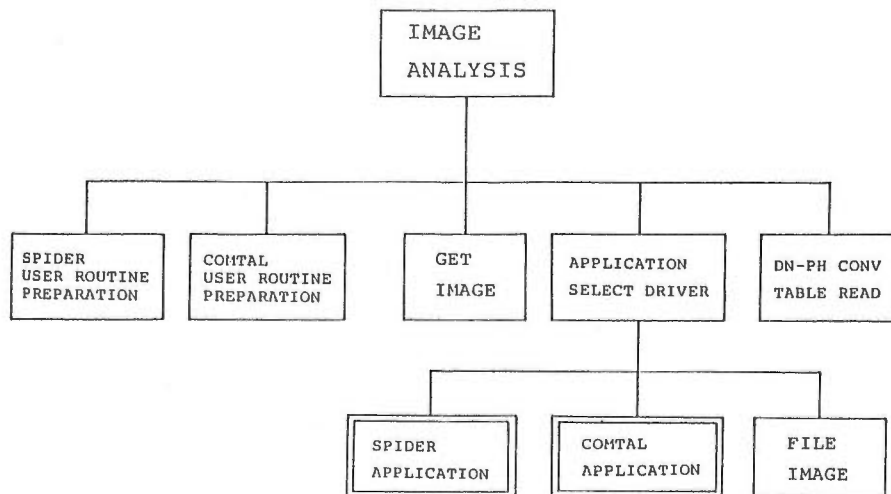 IMAGE
ANALYSIS
SPIDER
USER ROUTINE
PREPARATION
COMTAL
USER ROUTINE
PREPARATION
GET
IMAGE
APPLICATION
SELECT DRIVER
DN-PH CONV
TABLE READ
SPIDER
APPLICATION
COMTAL
APPLICATION
FILE
IMAGE